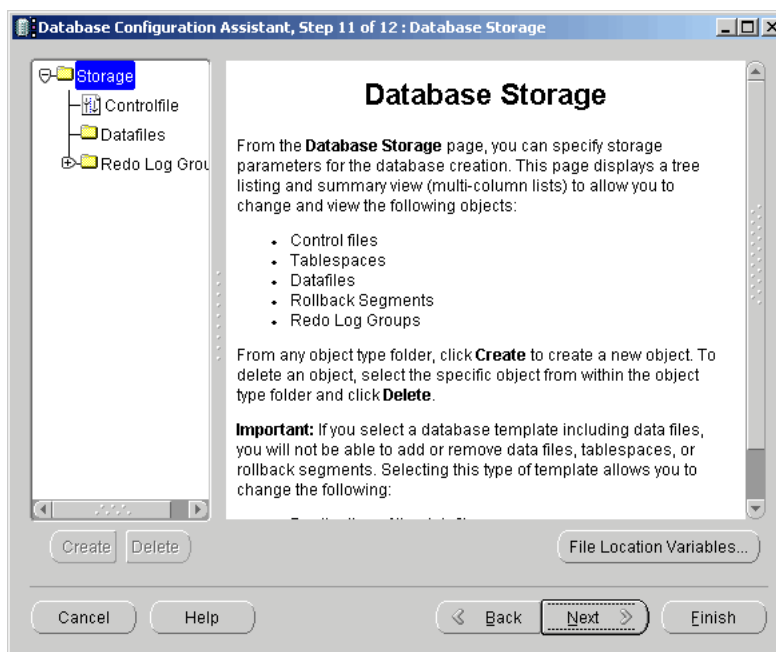 Database Configuration Assistant, Step 11 of 12 : Database Storage
Storage
Controlfile
Datafiles
Redo Log Grou
Database Storage
From the Database Storage page, you can specify storage
parameters for the database creation. This page displays a tree
listing and summary view (multi-column lists) to allow you to
change and view the following objects:
• Control files
• Tablespaces
• Datafiles
• Rollback Segments
• Redo Log Groups
From any object type folder, click Create to create a new object. To
delete an object, select the specific object from within the object
type folder and click Delete.
Important: If you select a database template including data files,
you will not be able to add or remove data files, tablespaces, or
rollback segments. Selecting this type of template allows you to
change the following:
Create Delete
File Location Variables...
Cancel Help Back Next Finish